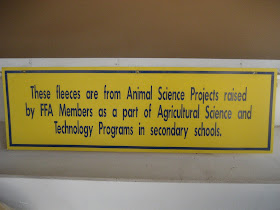 These fleeces are from Animal Science Projects raised
by FFA Members as a part of Agricultural Science and
Technology Programs in secondary schools.